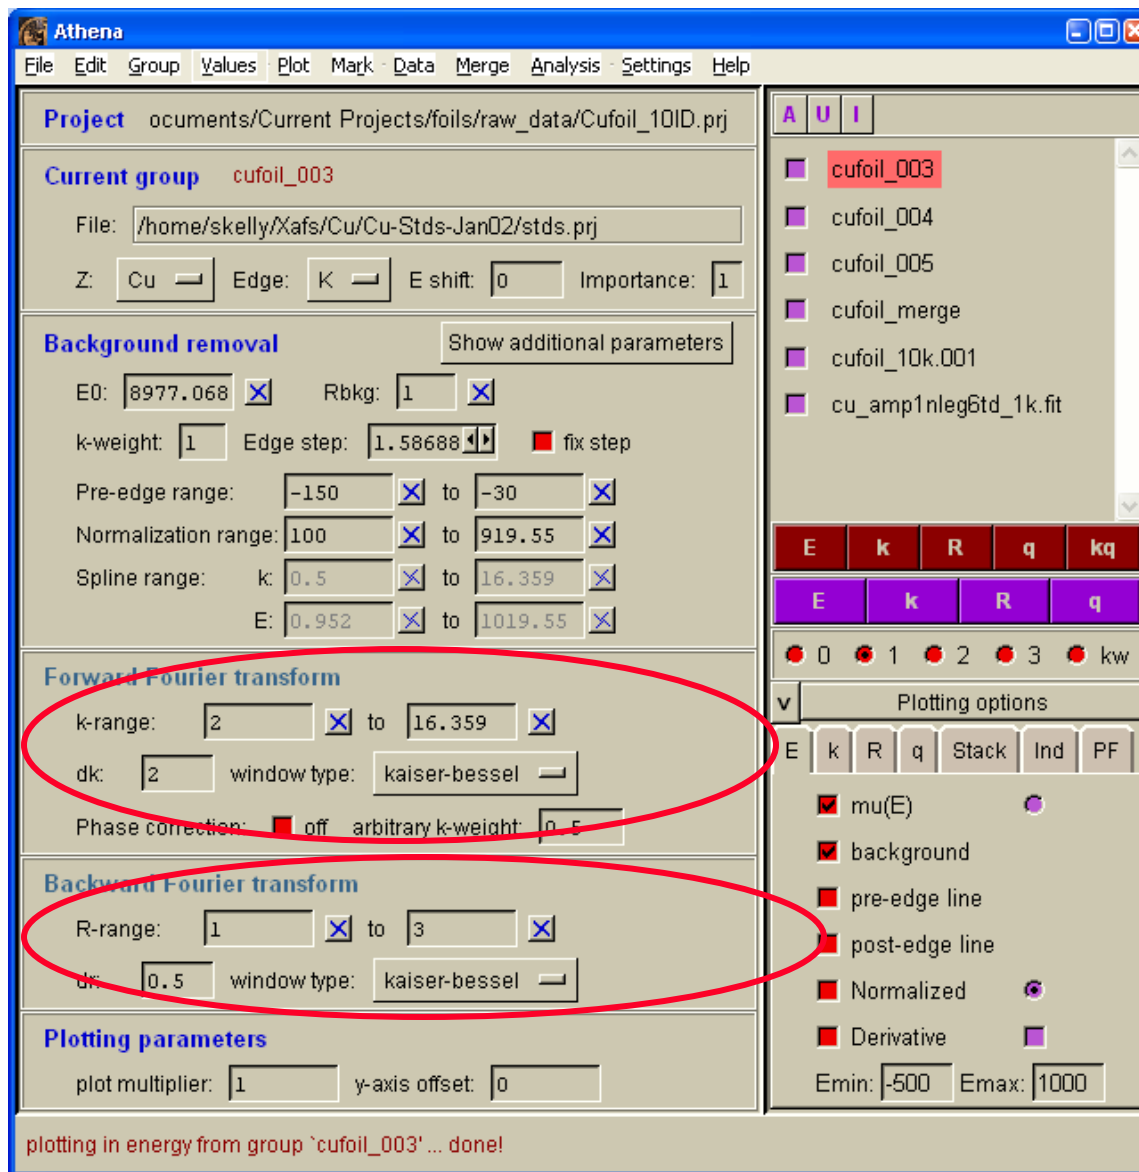 Athena
File Edit Group Values Plot Mark Data Merge Analysis Settings Help
Project ocuments/Current Projects/foils/raw_data/Cufoil_10ID.prj
Current group cufoil_003
File: /home/skelly/Xafs/Cu/Cu-Stds-Jan02/stds.prj
Z: Cu Edge: K E shift: 0 Importance: 1
Background removal Show additional parameters
E0: 8977.068 Rbkg: 1
k-weight: 1 Edge step: 1.58688 fix step
Pre-edge range: -150 to -30
Normalization range: 100 to 919.55
Spline range: k: 0.5 to 16.359
E: 0.952 to 1019.55
Forward Fourier transform
k-range: 2 to 16.359
dk: 2 window type: kaiser-bessel
Phase correction: off arbitrary k-weight: 0.5
Backward Fourier transform
R-range: 1 to 3
dr: 0.5 window type: kaiser-bessel
Plotting parameters
plot multiplier: 1 y-axis offset: 0
A U I
cufoil_003
cufoil_004
cufoil_005
cufoil_merge
cufoil_10k.001
cu_amp1nleg6td_1k.fit
E k R q kq
E k R q
0 1 2 3 kw
v Plotting options
E k R q Stack Ind PF
mu(E)
background
pre-edge line
post-edge line
Normalized
Derivative
Emin: -500 Emax: 1000
plotting in energy from group `cufoil_003' ... done!